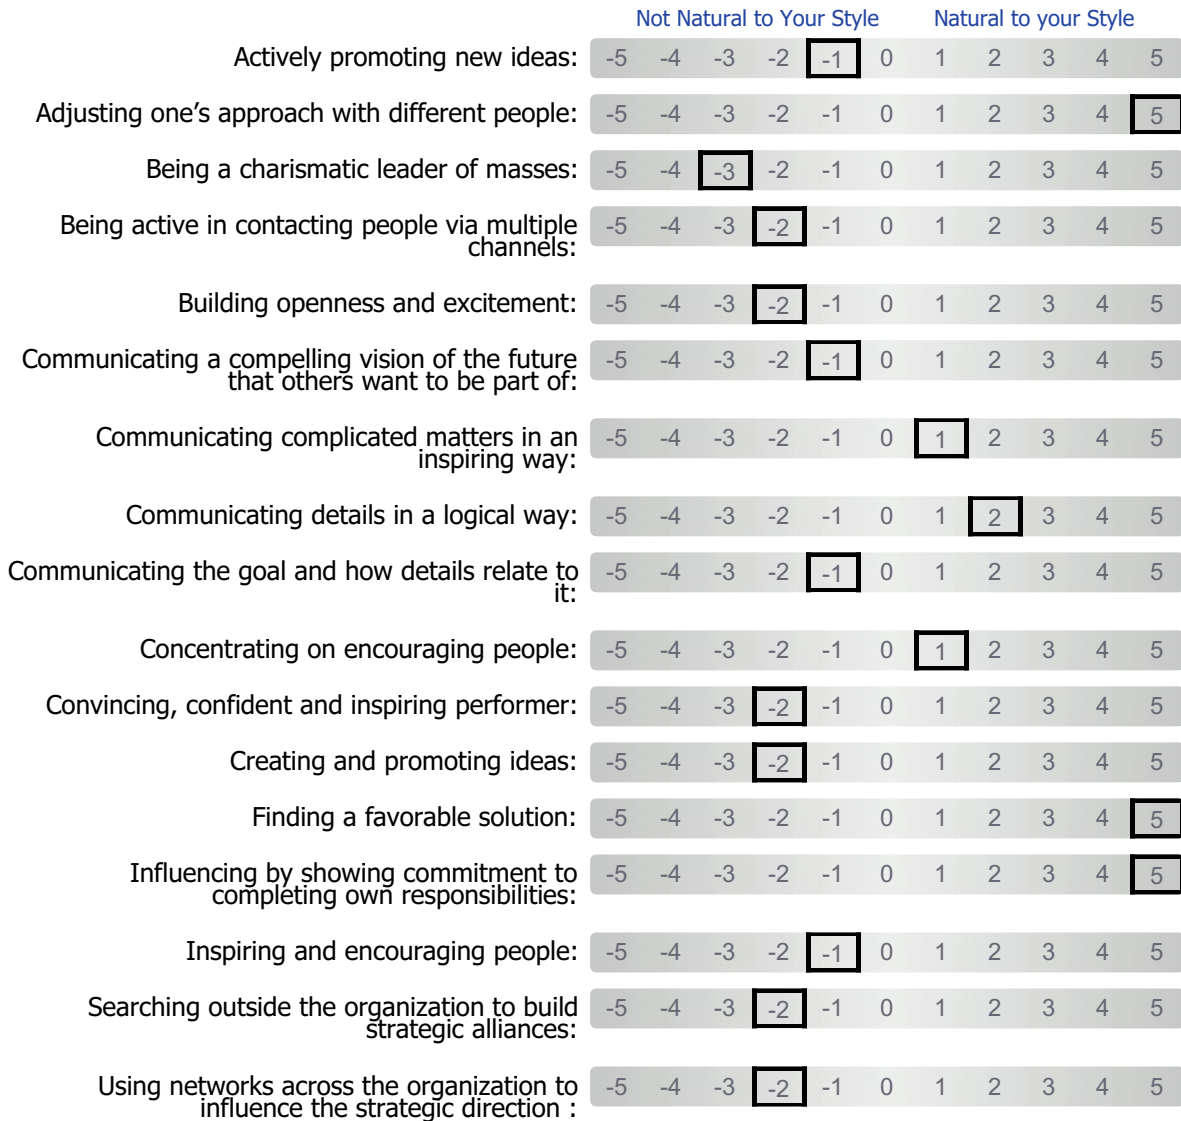 Not Natural to Your Style Natural to your Style
Actively promoting new ideas: -5 -4 -3 -2 -1 0 1 2 3 4 5
Adjusting one’s approach with different people: -5 -4 -3 -2 -1 0 1 2 3 4 5
Being a charismatic leader of masses: -5 -4 -3 -2 -1 0 1 2 3 4 5
Being active in contacting people via multiple
channels: -5 -4 -3 -2 -1 0 1 2 3 4 5
Building openness and excitement: -5 -4 -3 -2 -1 0 1 2 3 4 5
Communicating a compelling vision of the future
that others want to be part of: -5 -4 -3 -2 -1 0 1 2 3 4 5
Communicating complicated matters in an
inspiring way: -5 -4 -3 -2 -1 0 1 2 3 4 5
Communicating details in a logical way: -5 -4 -3 -2 -1 0 1 2 3 4 5
Communicating the goal and how details relate to
it: -5 -4 -3 -2 -1 0 1 2 3 4 5
Concentrating on encouraging people: -5 -4 -3 -2 -1 0 1 2 3 4 5
Convincing, confident and inspiring performer: -5 -4 -3 -2 -1 0 1 2 3 4 5
Creating and promoting ideas: -5 -4 -3 -2 -1 0 1 2 3 4 5
Finding a favorable solution: -5 -4 -3 -2 -1 0 1 2 3 4 5
Influencing by showing commitment to
completing own responsibilities: -5 -4 -3 -2 -1 0 1 2 3 4 5
Inspiring and encouraging people: -5 -4 -3 -2 -1 0 1 2 3 4 5
Searching outside the organization to build
strategic alliances: -5 -4 -3 -2 -1 0 1 2 3 4 5
Using networks across the organization to
influence the strategic direction : -5 -4 -3 -2 -1 0 1 2 3 4 5